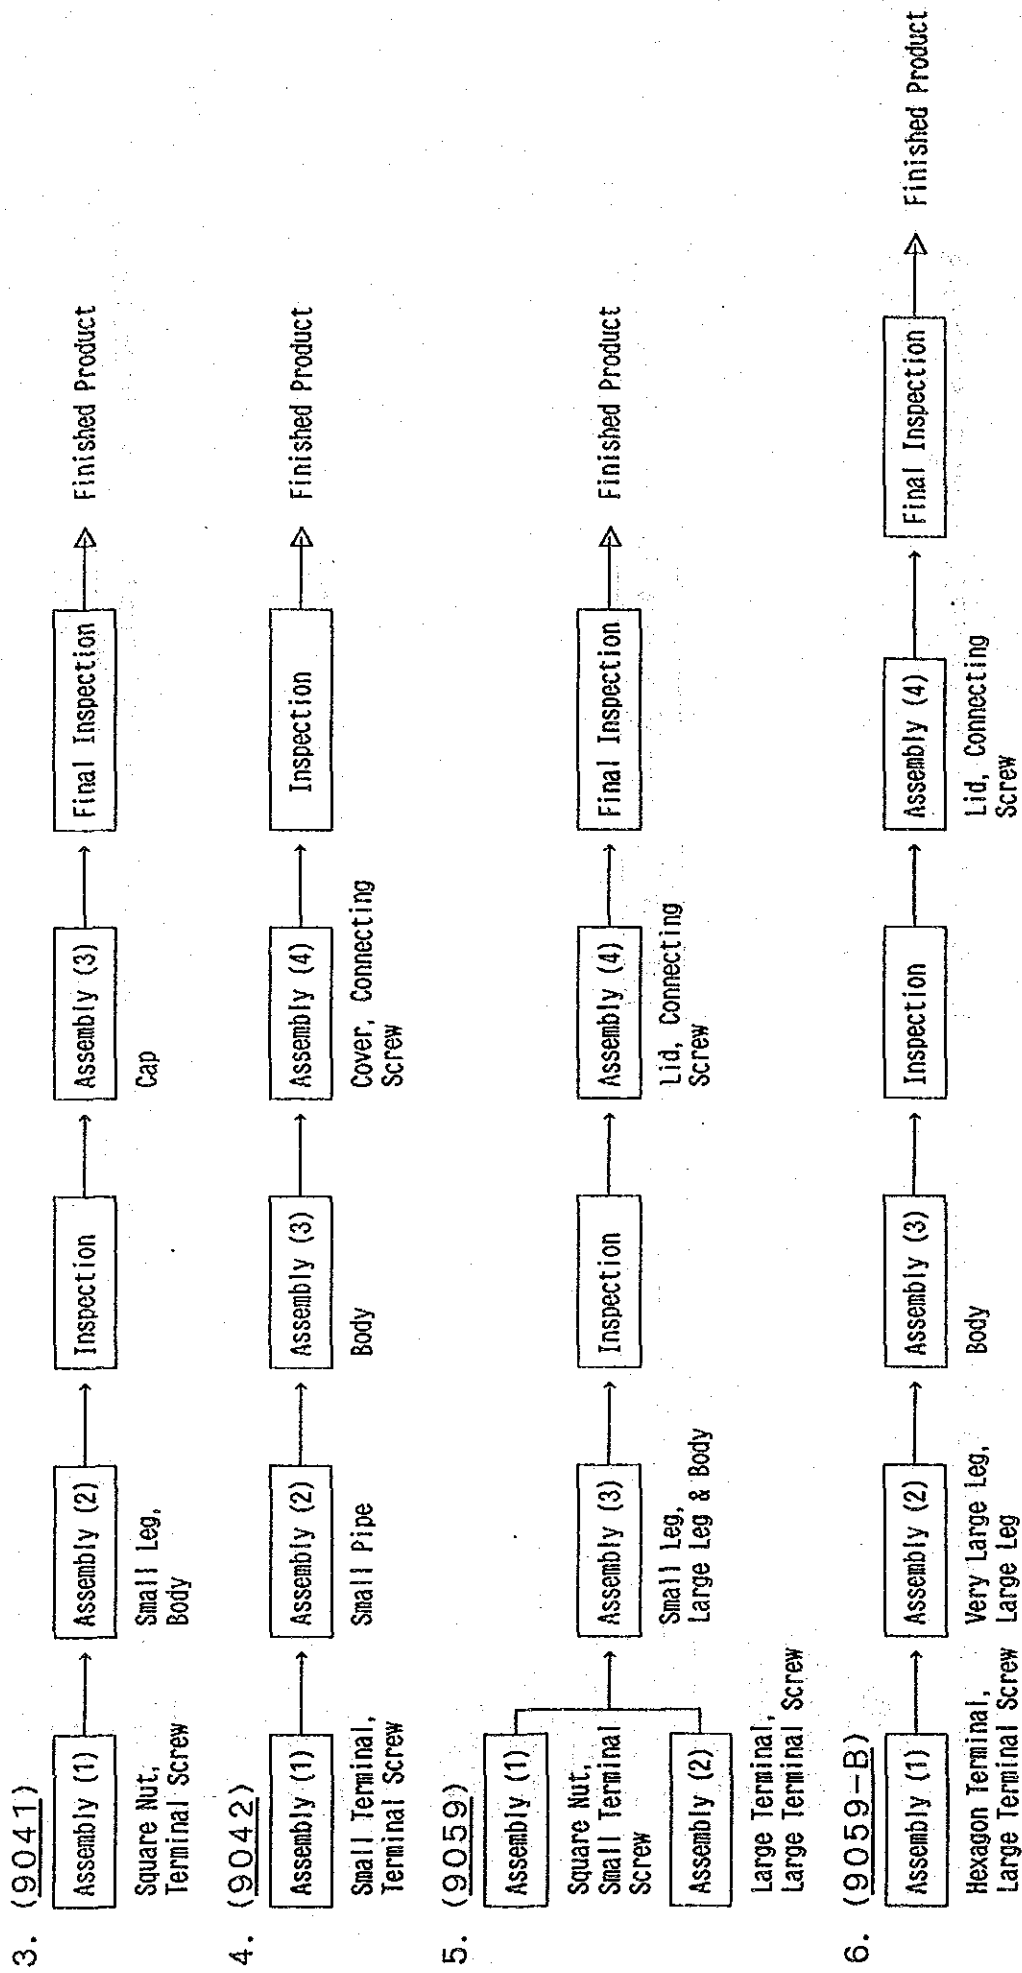 3. (9041)
Assembly (1)
Square Nut,
Terminal Screw
Assembly (2)
Small Leg,
Body
Inspection
Assembly (3)
Cap
Final Inspection
Finished Product
4. (9042)
Assembly (1)
Small Terminal,
Terminal Screw
Assembly (2)
Small Pipe
Assembly (3)
Body
Assembly (4)
Cover, Connecting
Screw
Inspection
Finished Product
5. (9059)
Assembly (1)
Square Nut,
Small Terminal
Screw
Assembly (2)
Large Terminal,
Large Terminal Screw
Assembly (3)
Small Leg,
Large Leg & Body
Inspection
Assembly (4)
Lid, Connecting
Screw
Final Inspection
Finished Product
6. (9059-B)
Assembly (1)
Hexagon Terminal,
Large Terminal Screw
Assembly (2)
Very Large Leg,
Large Leg
Assembly (3)
Body
Inspection
Assembly (4)
Lid, Connecting
Screw
Final Inspection
Finished Product